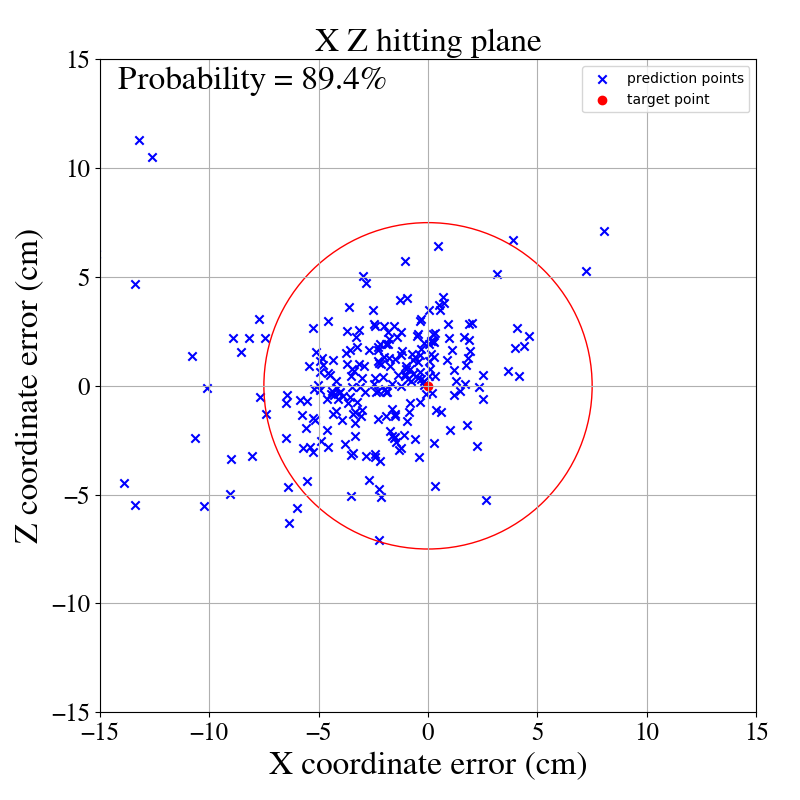 X Z hitting plane
Probability = 89.4%
prediction points
target point
Z coordinate error (cm)
15
10
5
0
−5
−10
−15
−15
−10
−5
0
5
10
15
X coordinate error (cm)